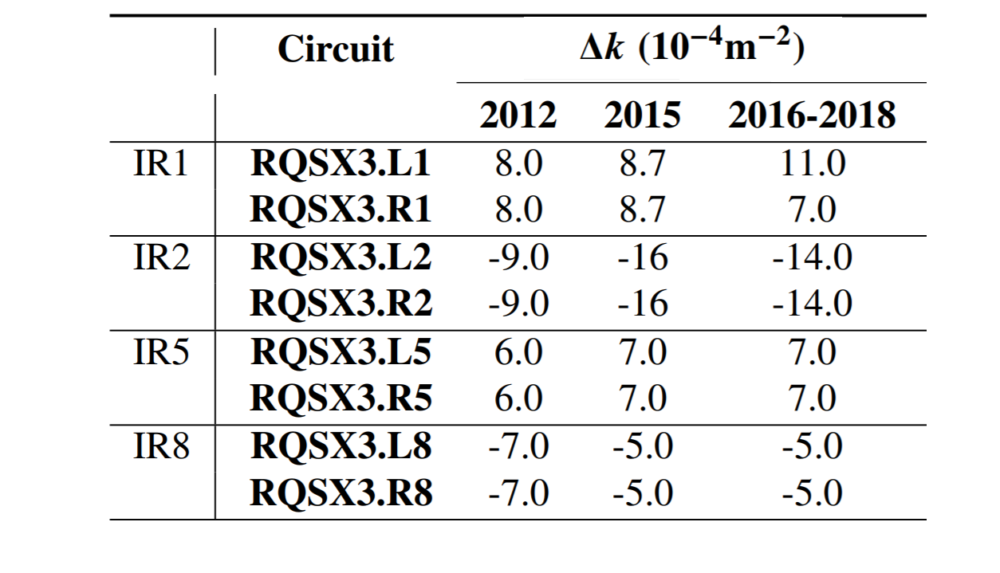 Circuit Δk (10⁻⁴m⁻²)
2012 2015 2016-2018
IR1 RQSX3.L1 8.0 8.7 11.0
RQSX3.R1 8.0 8.7 7.0
IR2 RQSX3.L2 -9.0 -16 -14.0
RQSX3.R2 -9.0 -16 -14.0
IR5 RQSX3.L5 6.0 7.0 7.0
RQSX3.R5 6.0 7.0 7.0
IR8 RQSX3.L8 -7.0 -5.0 -5.0
RQSX3.R8 -7.0 -5.0 -5.0